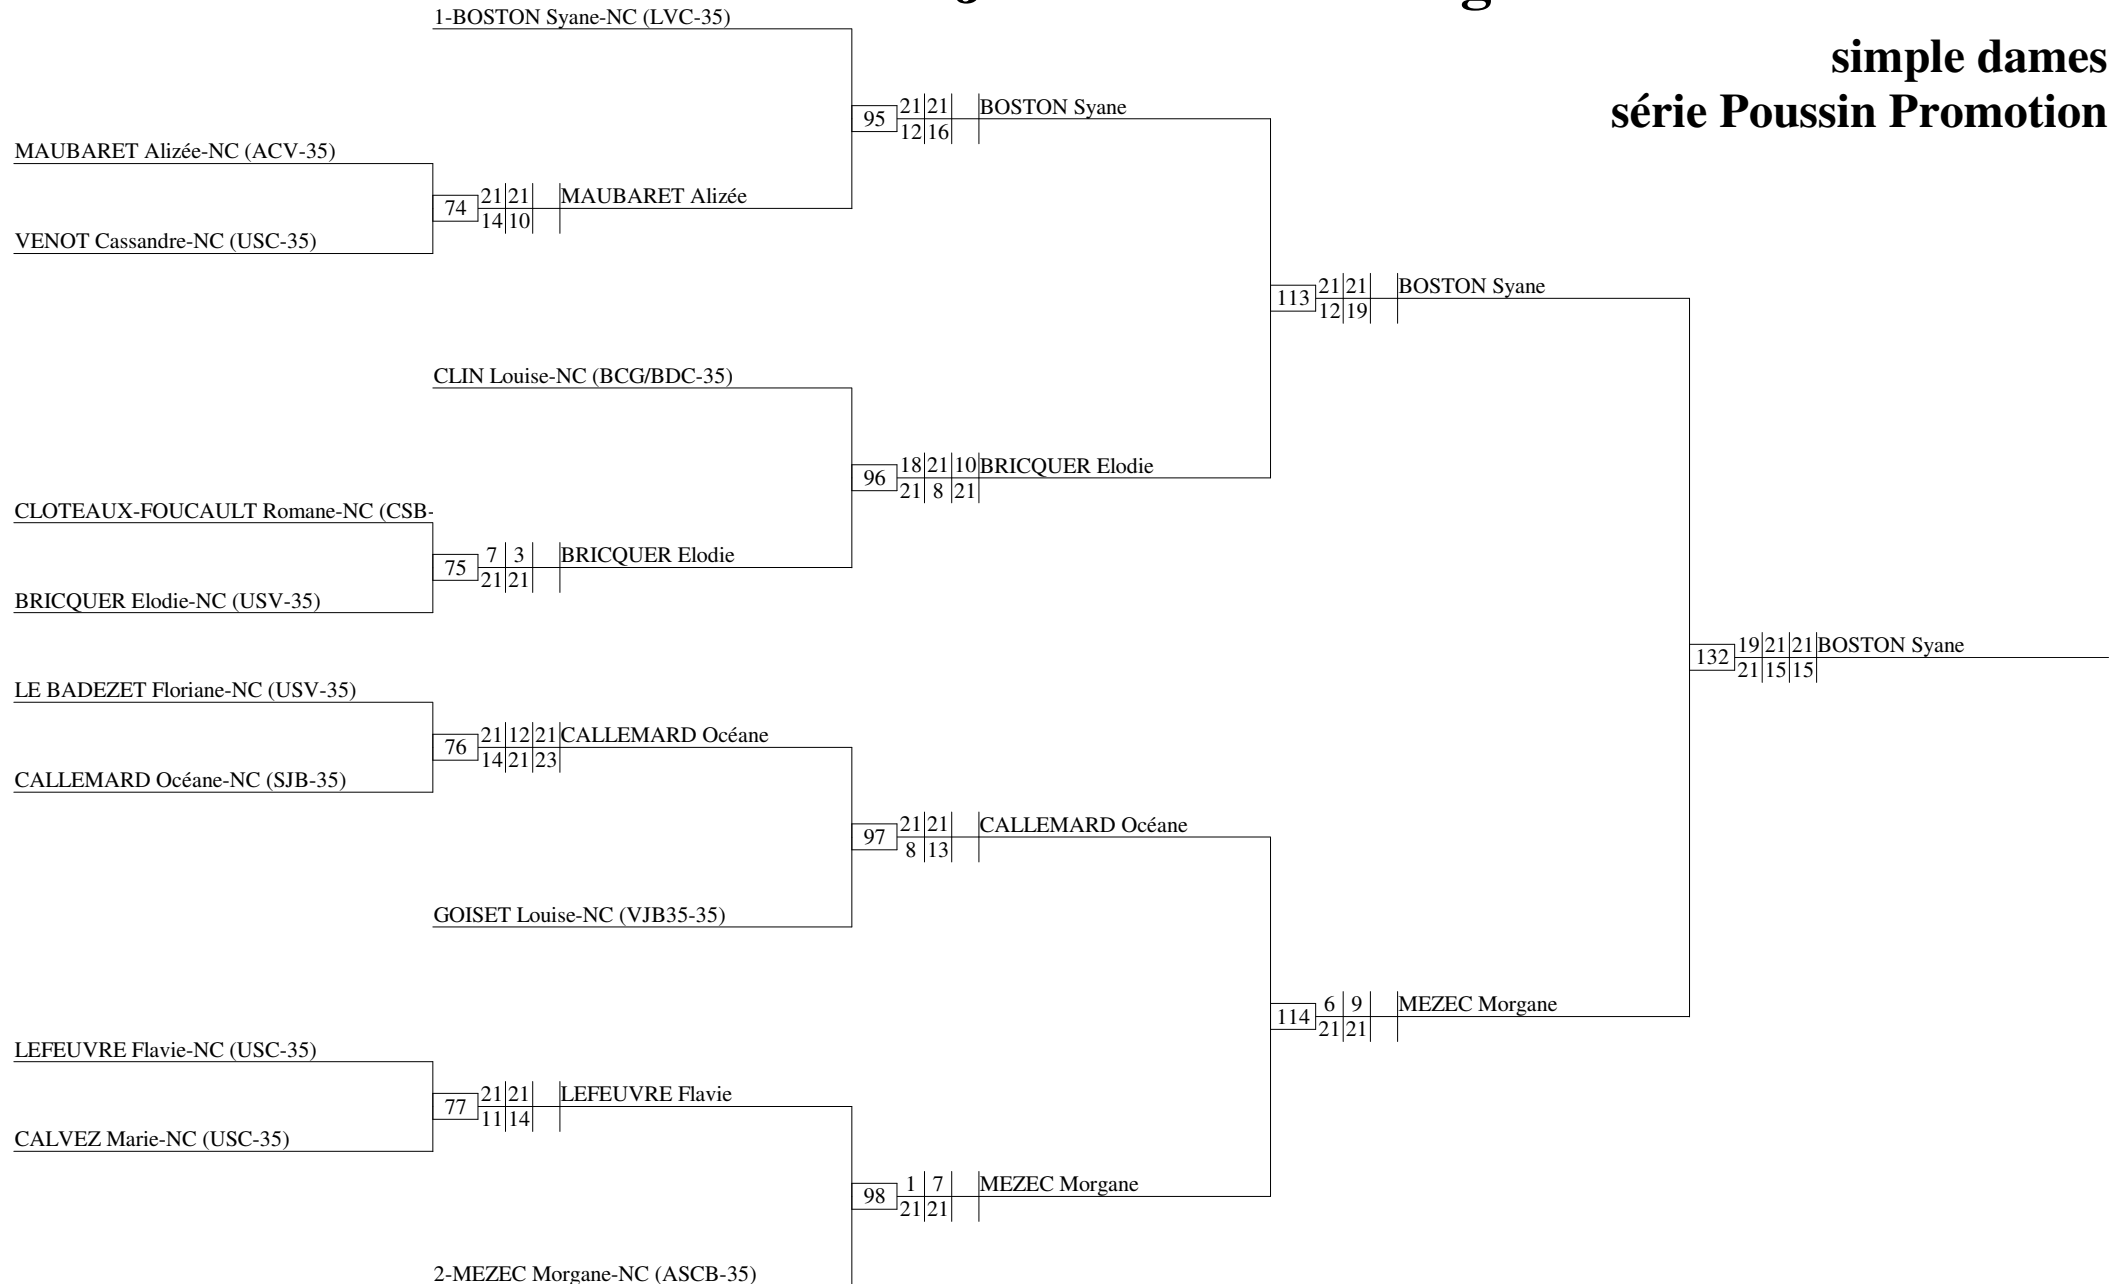 1-BOSTON Syane-NC (LVC-35)
simple dames
série Poussin Promotion
95
21 21
12 16
BOSTON Syane
MAUBARET Alizée-NC (ACV-35)
74
21 21
14 10
MAUBARET Alizée
VENOT Cassandre-NC (USC-35)
113
21 21
12 19
BOSTON Syane
CLIN Louise-NC (BCG/BDC-35)
96
18 21 10
21 8 21
BRICQUER Elodie
CLOTEAUX-FOUCAULT Romane-NC (CSB-
75
7 3
21 21
BRICQUER Elodie
BRICQUER Elodie-NC (USV-35)
132
19 21 21
21 15 15
BOSTON Syane
LE BADEZET Floriane-NC (USV-35)
76
21 12 21
14 21 23
CALLEMARD Océane
CALLEMARD Océane-NC (SJB-35)
97
21 21
8 13
CALLEMARD Océane
GOISET Louise-NC (VJB35-35)
114
6 9
21 21
MEZEC Morgane
LEFEUVRE Flavie-NC (USC-35)
77
21 21
11 14
LEFEUVRE Flavie
CALVEZ Marie-NC (USC-35)
98
1 7
21 21
MEZEC Morgane
2-MEZEC Morgane-NC (ASCB-35)